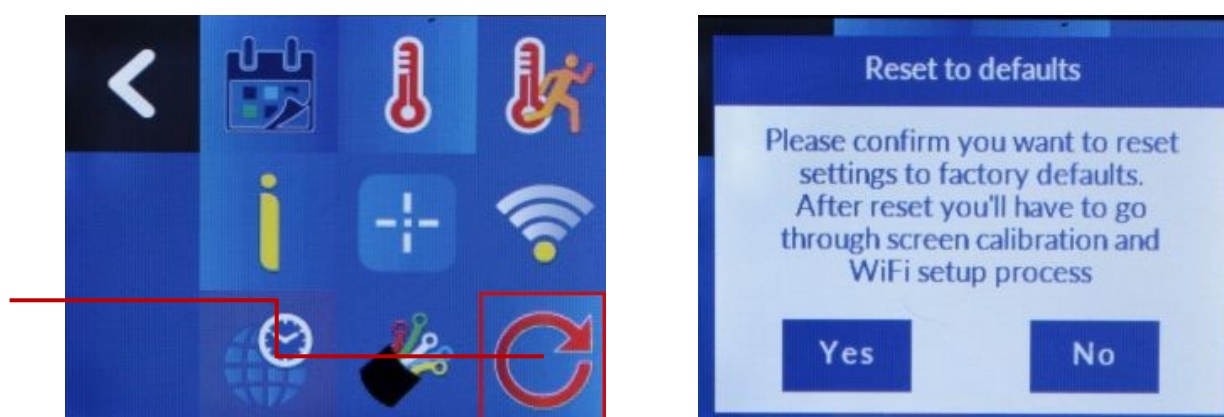 Reset to defaults
Please confirm you want to reset
settings to factory defaults.
After reset you'll have to go
through screen calibration and
WiFi setup process
Yes
No